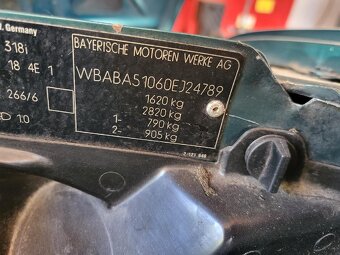 . Germany
318i
18 4E 1
266/6
10
BAYERISCHE MOTOREN WERKE AG
WBABA51060EJ24789
1620 kg
2820 kg
1- 790 kg
2- 905 kg